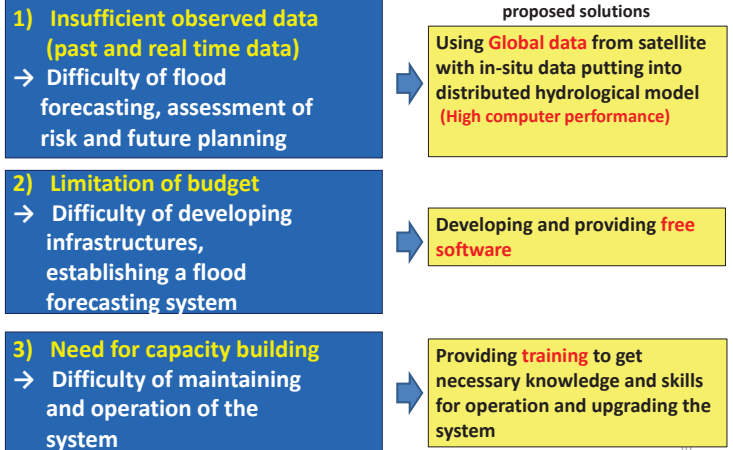 1) Insufficient observed data
(past and real time data)
→ Difficulty of flood
forecasting, assessment of
risk and future planning
proposed solutions
Using Global data from satellite
with in-situ data putting into
distributed hydrological model
(High computer performance)
2) Limitation of budget
→ Difficulty of developing
infrastructures,
establishing a flood
forecasting system
Developing and providing free
software
3) Need for capacity building
→ Difficulty of maintaining
and operation of the
system
Providing training to get
necessary knowledge and skills
for operation and upgrading the
system